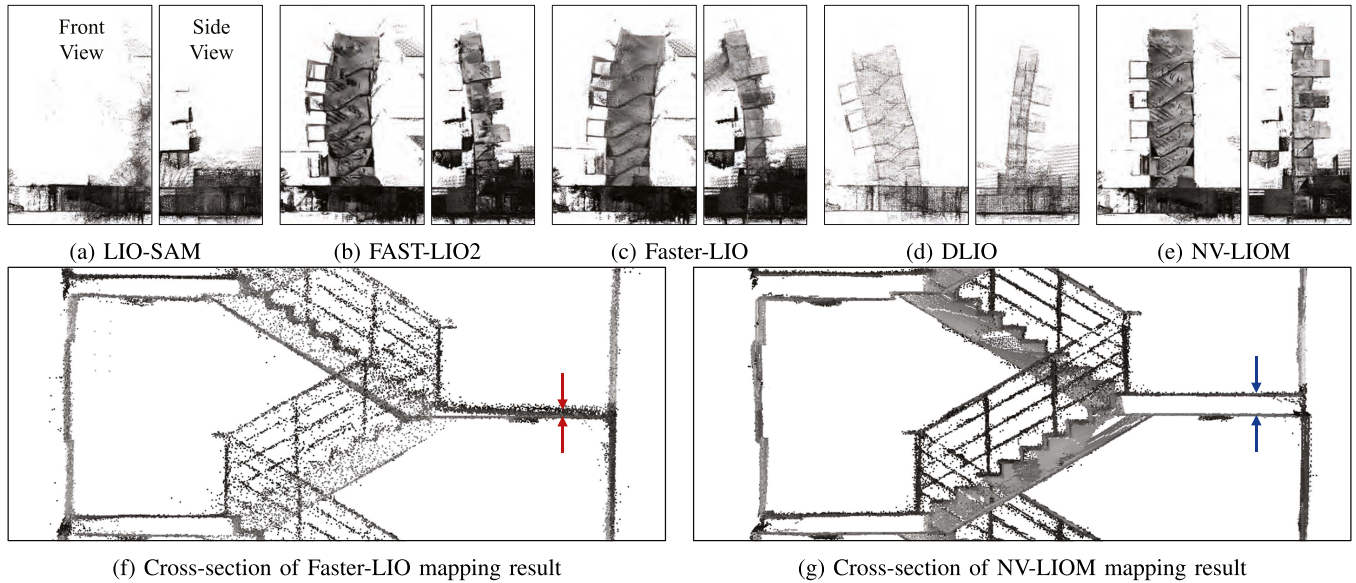 Front
View
Side
View
(a) LIO-SAM
(b) FAST-LIO2
(c) Faster-LIO
(d) DLIO
(e) NV-LIOM
(f) Cross-section of Faster-LIO mapping result
(g) Cross-section of NV-LIOM mapping result